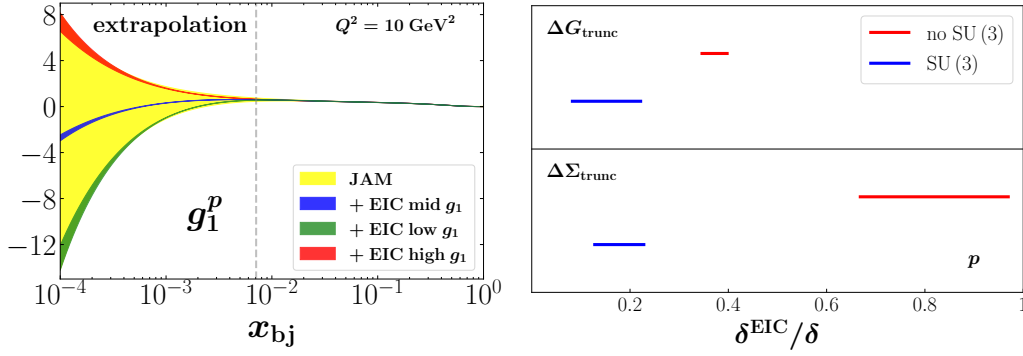 extrapolation
Q² = 10 GeV²
8
4
0
−4
−8
−12
g₁ᵖ
JAM
+ EIC mid g₁
+ EIC low g₁
+ EIC high g₁
10⁻⁴ 10⁻³ 10⁻² 10⁻¹ 10⁰
x_bj
ΔG_trunc
no SU (3)
SU (3)
ΔΣ_trunc
p
0.2 0.4 0.6 0.8 1
δ^EIC/δ